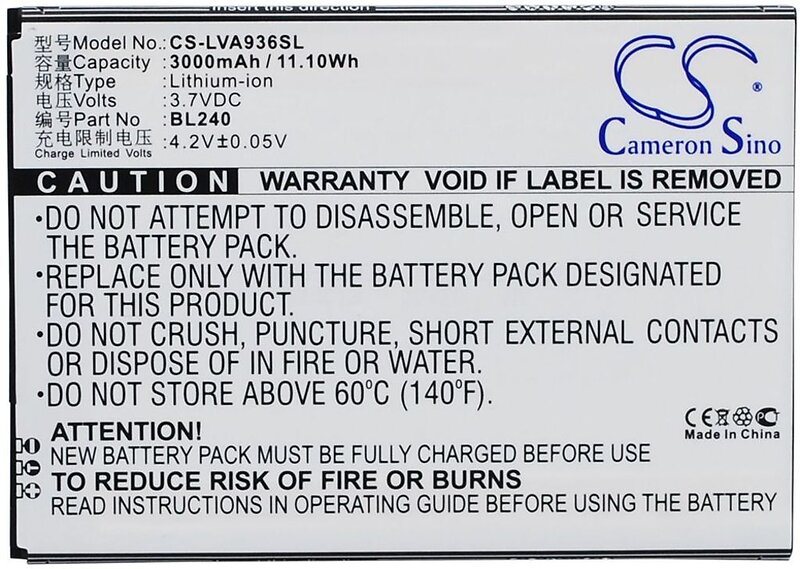 型号Model No.: CS-LVA936SL
容量Capacity: 3000mAh / 11.10Wh
规格Type: Lithium-ion
电压Volts: 3.7VDC
编号Part No BL240
充电限制电压: 4.2V±0.05V
Charge Limited Volts
CS®
Cameron Sino
CAUTION WARRANTY VOID IF LABEL IS REMOVED
•DO NOT ATTEMPT TO DISASSEMBLE, OPEN OR SERVICE
THE BATTERY PACK.
•REPLACE ONLY WITH THE BATTERY PACK DESIGNATED
FOR THIS PRODUCT.
•DO NOT CRUSH, PUNCTURE, SHORT EXTERNAL CONTACTS
OR DISPOSE OF IN FIRE OR WATER.
•DO NOT STORE ABOVE 60ºC (140ºF).
CE
Made in China
ATTENTION!
NEW BATTERY PACK MUST BE FULLY CHARGED BEFORE USE
TO REDUCE RISK OF FIRE OR BURNS
READ INSTRUCTIONS IN OPERATING GUIDE BEFORE USING THE BATTERY